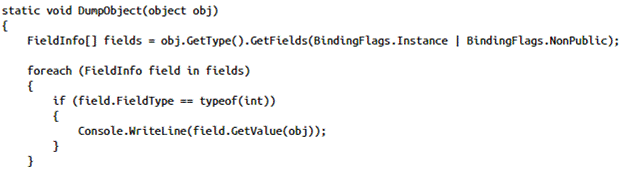 static void DumpObject(object obj)
{
    FieldInfo[] fields = obj.GetType().GetFields(BindingFlags.Instance | BindingFlags.NonPublic);

    foreach (FieldInfo field in fields)
    {
        if (field.FieldType == typeof(int))
        {
            Console.WriteLine(field.GetValue(obj));
        }
    }